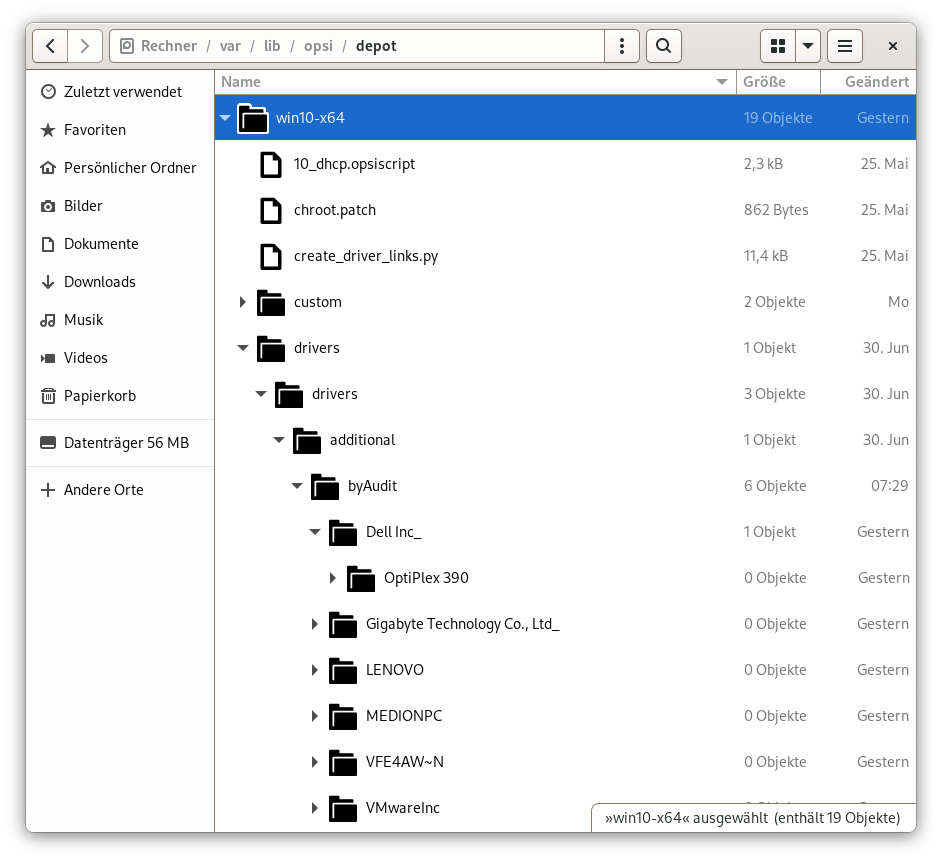 Rechner / var / lib / opsi / depot
Name Größe Geändert
Zuletzt verwendet
Favoriten
Persönlicher Ordner
Bilder
Dokumente
Downloads
Musik
Videos
Papierkorb
Datenträger 56 MB
Andere Orte
win10-x64 19 Objekte Gestern
10_dhcp.opsiscript 2,3 kB 25. Mai
chroot.patch 862 Bytes 25. Mai
create_driver_links.py 11,4 kB 25. Mai
custom 2 Objekte Mo
drivers 1 Objekt 30. Jun
drivers 3 Objekte 30. Jun
additional 1 Objekt 30. Jun
byAudit 6 Objekte 07:29
Dell Inc_ 1 Objekt Gestern
OptiPlex 390 0 Objekte Gestern
Gigabyte Technology Co., Ltd_ 0 Objekte Gestern
LENOVO 0 Objekte Gestern
MEDIONPC 0 Objekte Gestern
VFE4AW~N 0 Objekte Gestern
VMwareInc
»win10-x64« ausgewählt (enthält 19 Objekte)